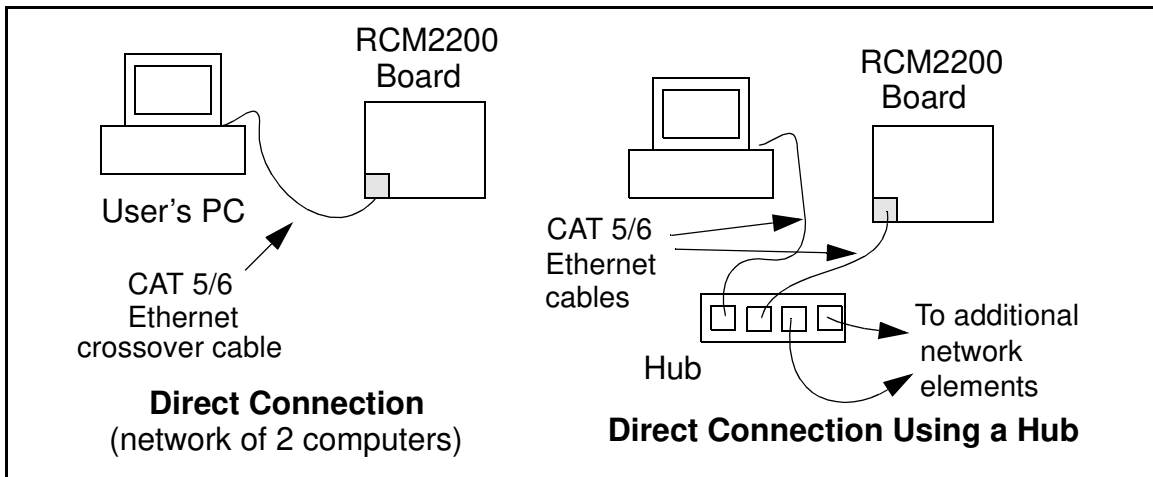 RCM2200
Board
User's PC
CAT 5/6
Ethernet
crossover cable
Direct Connection
(network of 2 computers)
RCM2200
Board
CAT 5/6
Ethernet
cables
Hub
To additional
network
elements
Direct Connection Using a Hub